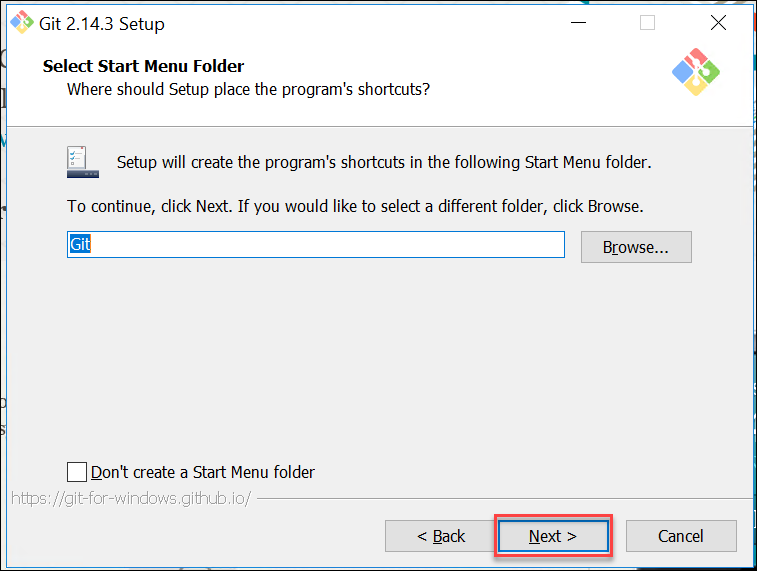 Git 2.14.3 Setup
Select Start Menu Folder
Where should Setup place the program's shortcuts?
Setup will create the program's shortcuts in the following Start Menu folder.
To continue, click Next. If you would like to select a different folder, click Browse.
Git
Browse...
Don't create a Start Menu folder
https://git-for-windows.github.io/
< Back
Next >
Cancel